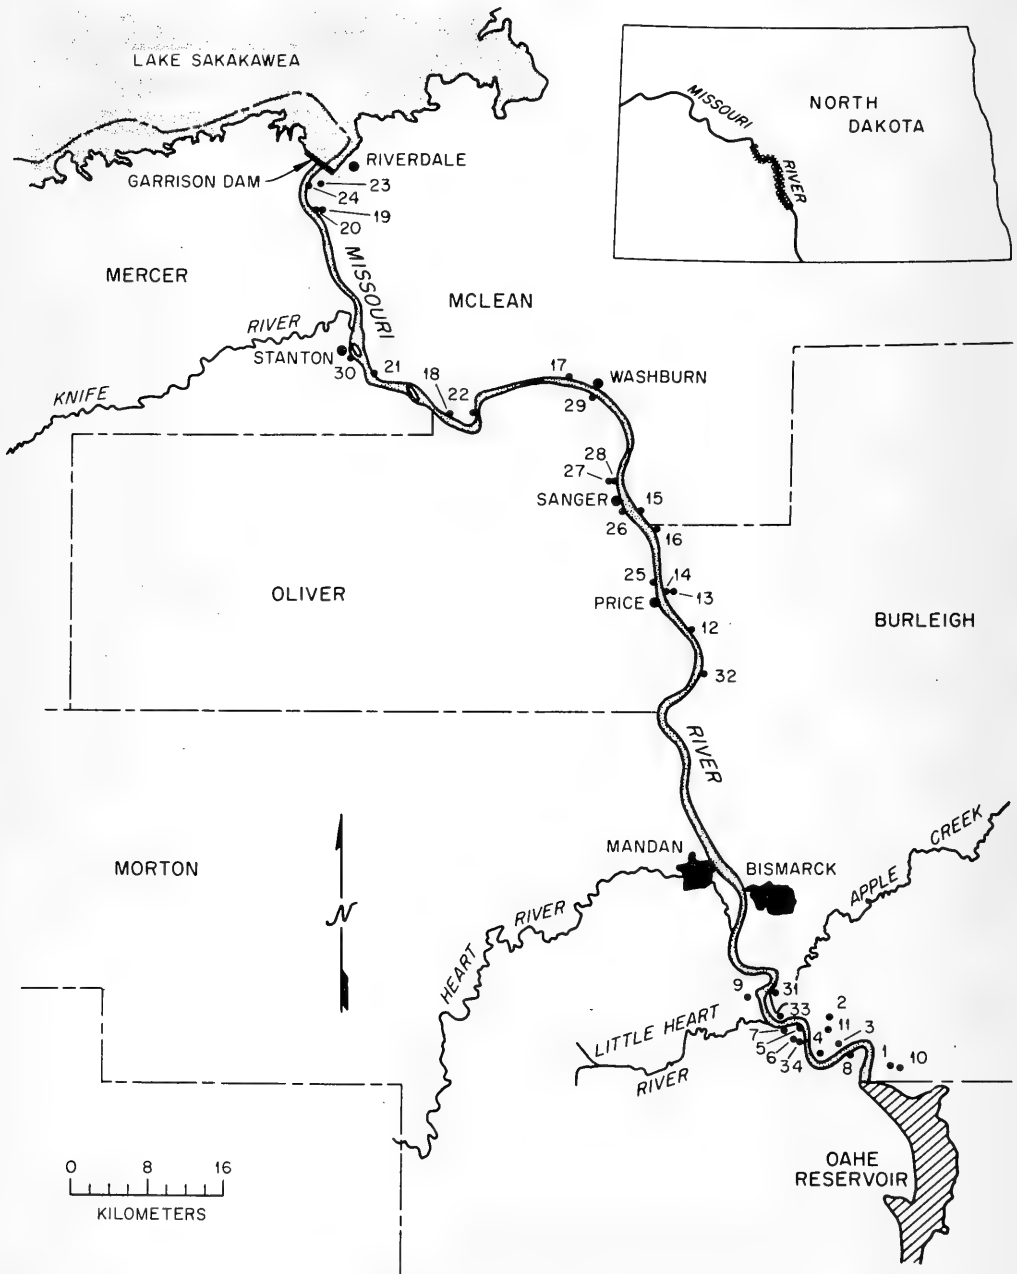 LAKE SAKAKAWEA
MISSOURI
RIVER
NORTH
DAKOTA
RIVERDALE
GARRISON DAM
23
24
19
20
MERCER
MISSOURI
MCLEAN
RIVER
STANTON
30
21
KNIFE
18
22
17
WASHBURN
29
28
27
SANGER
15
26
16
25
14
13
PRICE
OLIVER
BURLEIGH
12
32
RIVER
MANDAN
BISMARCK
MORTON
N
APPLE CREEK
HEART RIVER
9
31
33
2
LITTLE HEART
RIVER
7
5
6
34
4
11
3
8
1
10
OAHE
RESERVOIR
0 8 16
KILOMETERS